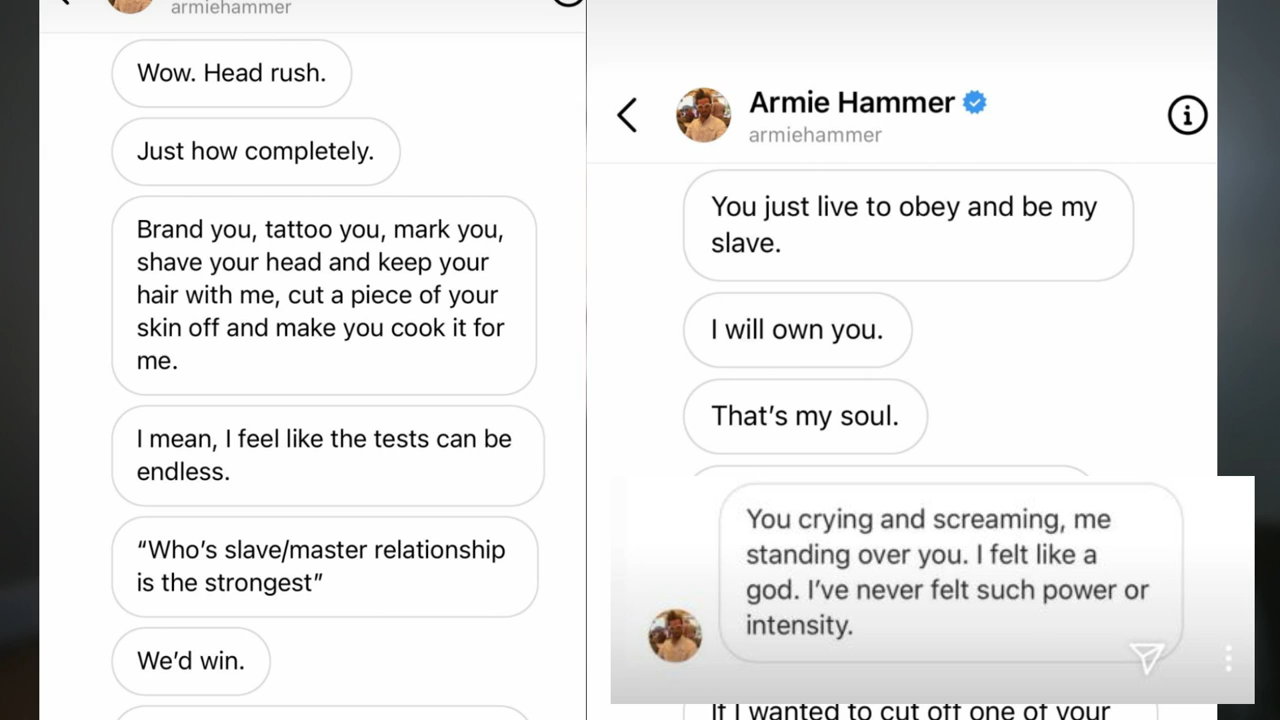 armiehammer
Wow. Head rush.
Just how completely.
Brand you, tattoo you, mark you,
shave your head and keep your
hair with me, cut a piece of your
skin off and make you cook it for
me.
I mean, I feel like the tests can be
endless.
“Who’s slave/master relationship
is the strongest”
We’d win.
Armie Hammer
armiehammer
You just live to obey and be my
slave.
I will own you.
That’s my soul.
You crying and screaming, me
standing over you. I felt like a
god. I’ve never felt such power or
intensity.
If I wanted to cut off one of your